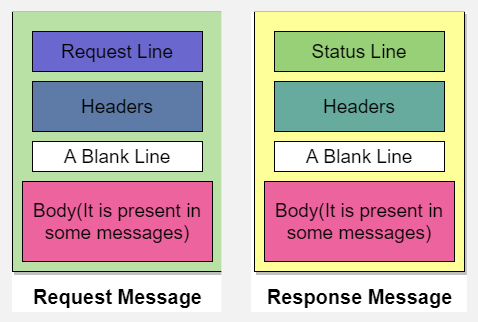 Request Line
Headers
A Blank Line
Body(It is present in
some messages)
Request Message
Status Line
Headers
A Blank Line
Body(It is present in
some messages)
Response Message